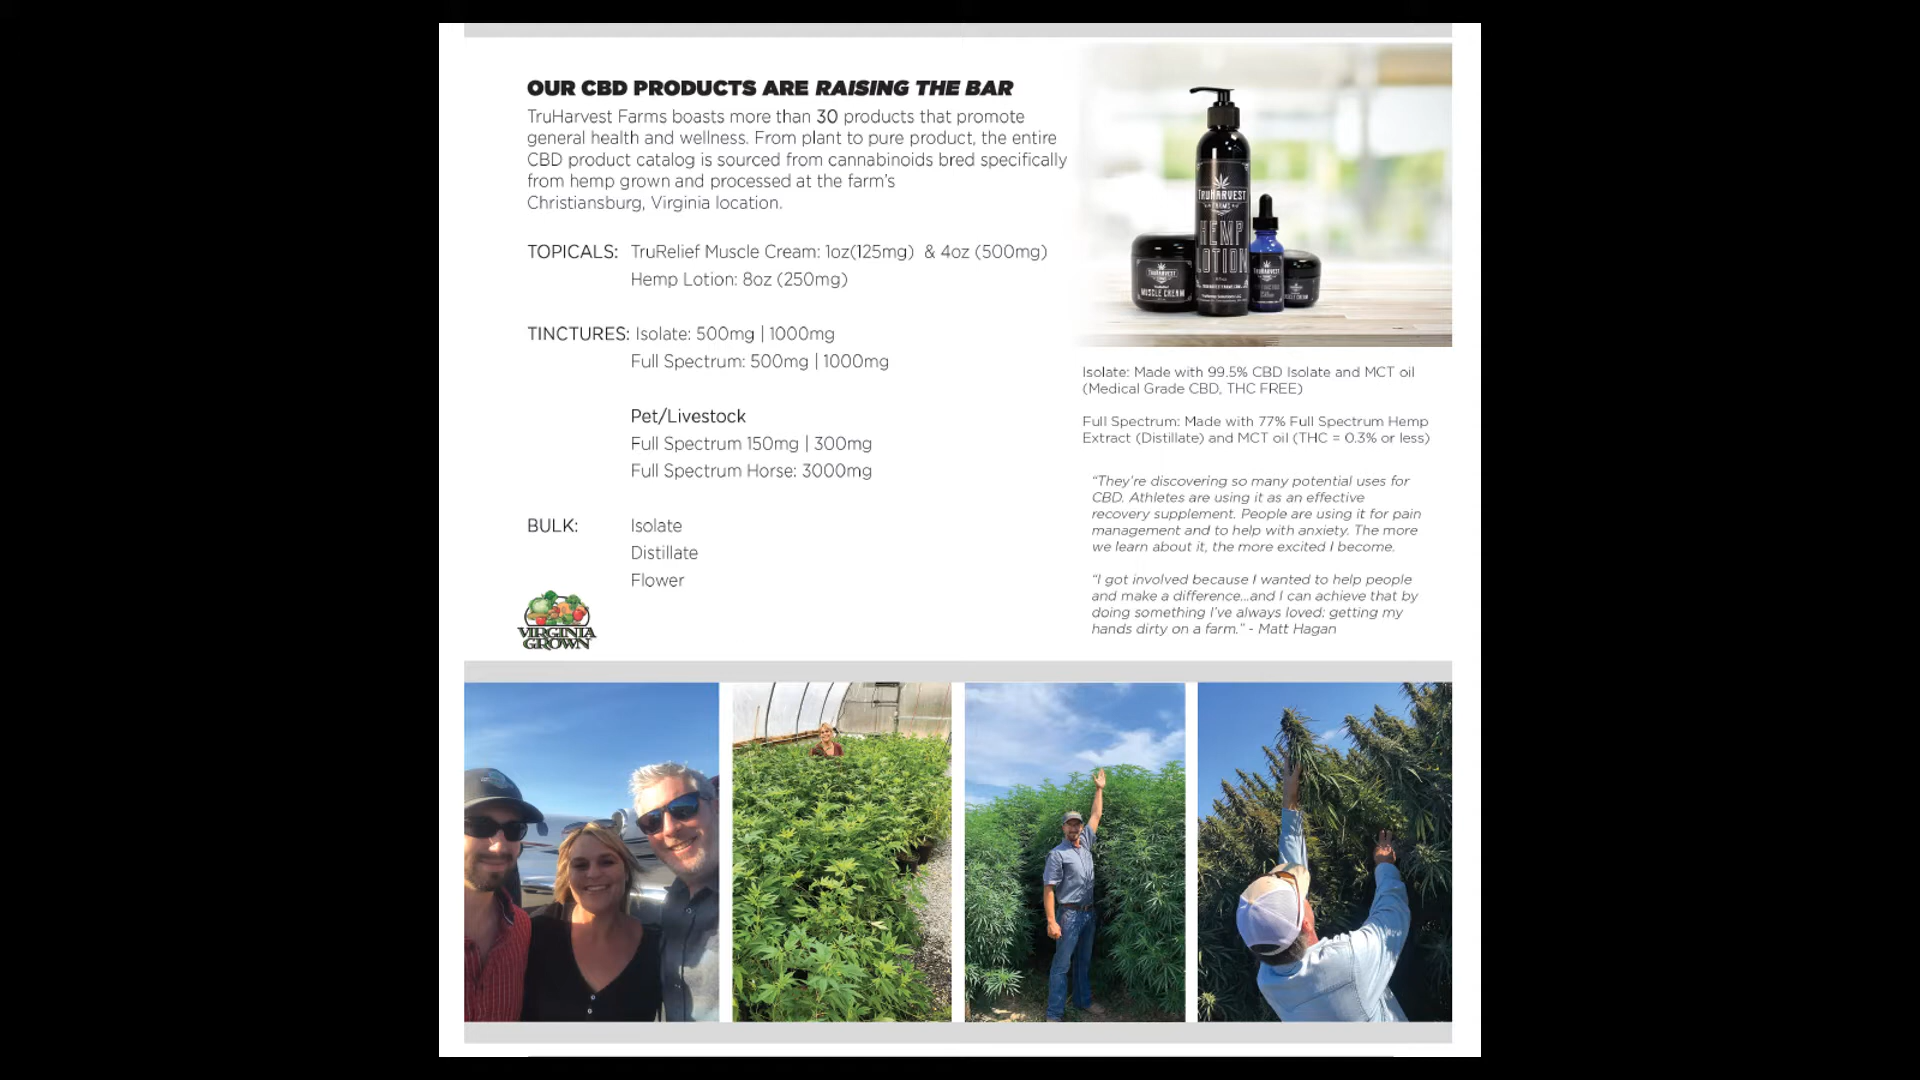 OUR CBD PRODUCTS ARE RAISING THE BAR
TruHarvest Farms boasts more than 30 products that promote
general health and wellness. From plant to pure product, the entire
CBD product catalog is sourced from cannabinoids bred specifically
from hemp grown and processed at the farm's
Christiansburg, Virginia location.
TOPICALS: TruRelief Muscle Cream: 1oz(125mg) & 4oz (500mg)
Hemp Lotion: 8oz (250mg)
TINCTURES: Isolate: 500mg | 1000mg
Full Spectrum: 500mg | 1000mg
Pet/Livestock
Full Spectrum 150mg | 300mg
Full Spectrum Horse: 3000mg
BULK: Isolate
Distillate
Flower
VIRGINIA
GROWN
TRUHARVEST
FARMS
HEMP
LOTION
TRUHARVEST
MUSCLE CREAM
TRUHARVEST
MUSCLE CREAM
Isolate: Made with 99.5% CBD Isolate and MCT oil
(Medical Grade CBD, THC FREE)
Full Spectrum: Made with 77% Full Spectrum Hemp
Extract (Distillate) and MCT oil (THC = 0.3% or less)
"They're discovering so many potential uses for
CBD. Athletes are using it as an effective
recovery supplement. People are using it for pain
management and to help with anxiety. The more
we learn about it, the more excited I become.
"I got involved because I wanted to help people
and make a difference...and I can achieve that by
doing something I've always loved: getting my
hands dirty on a farm." - Matt Hagan